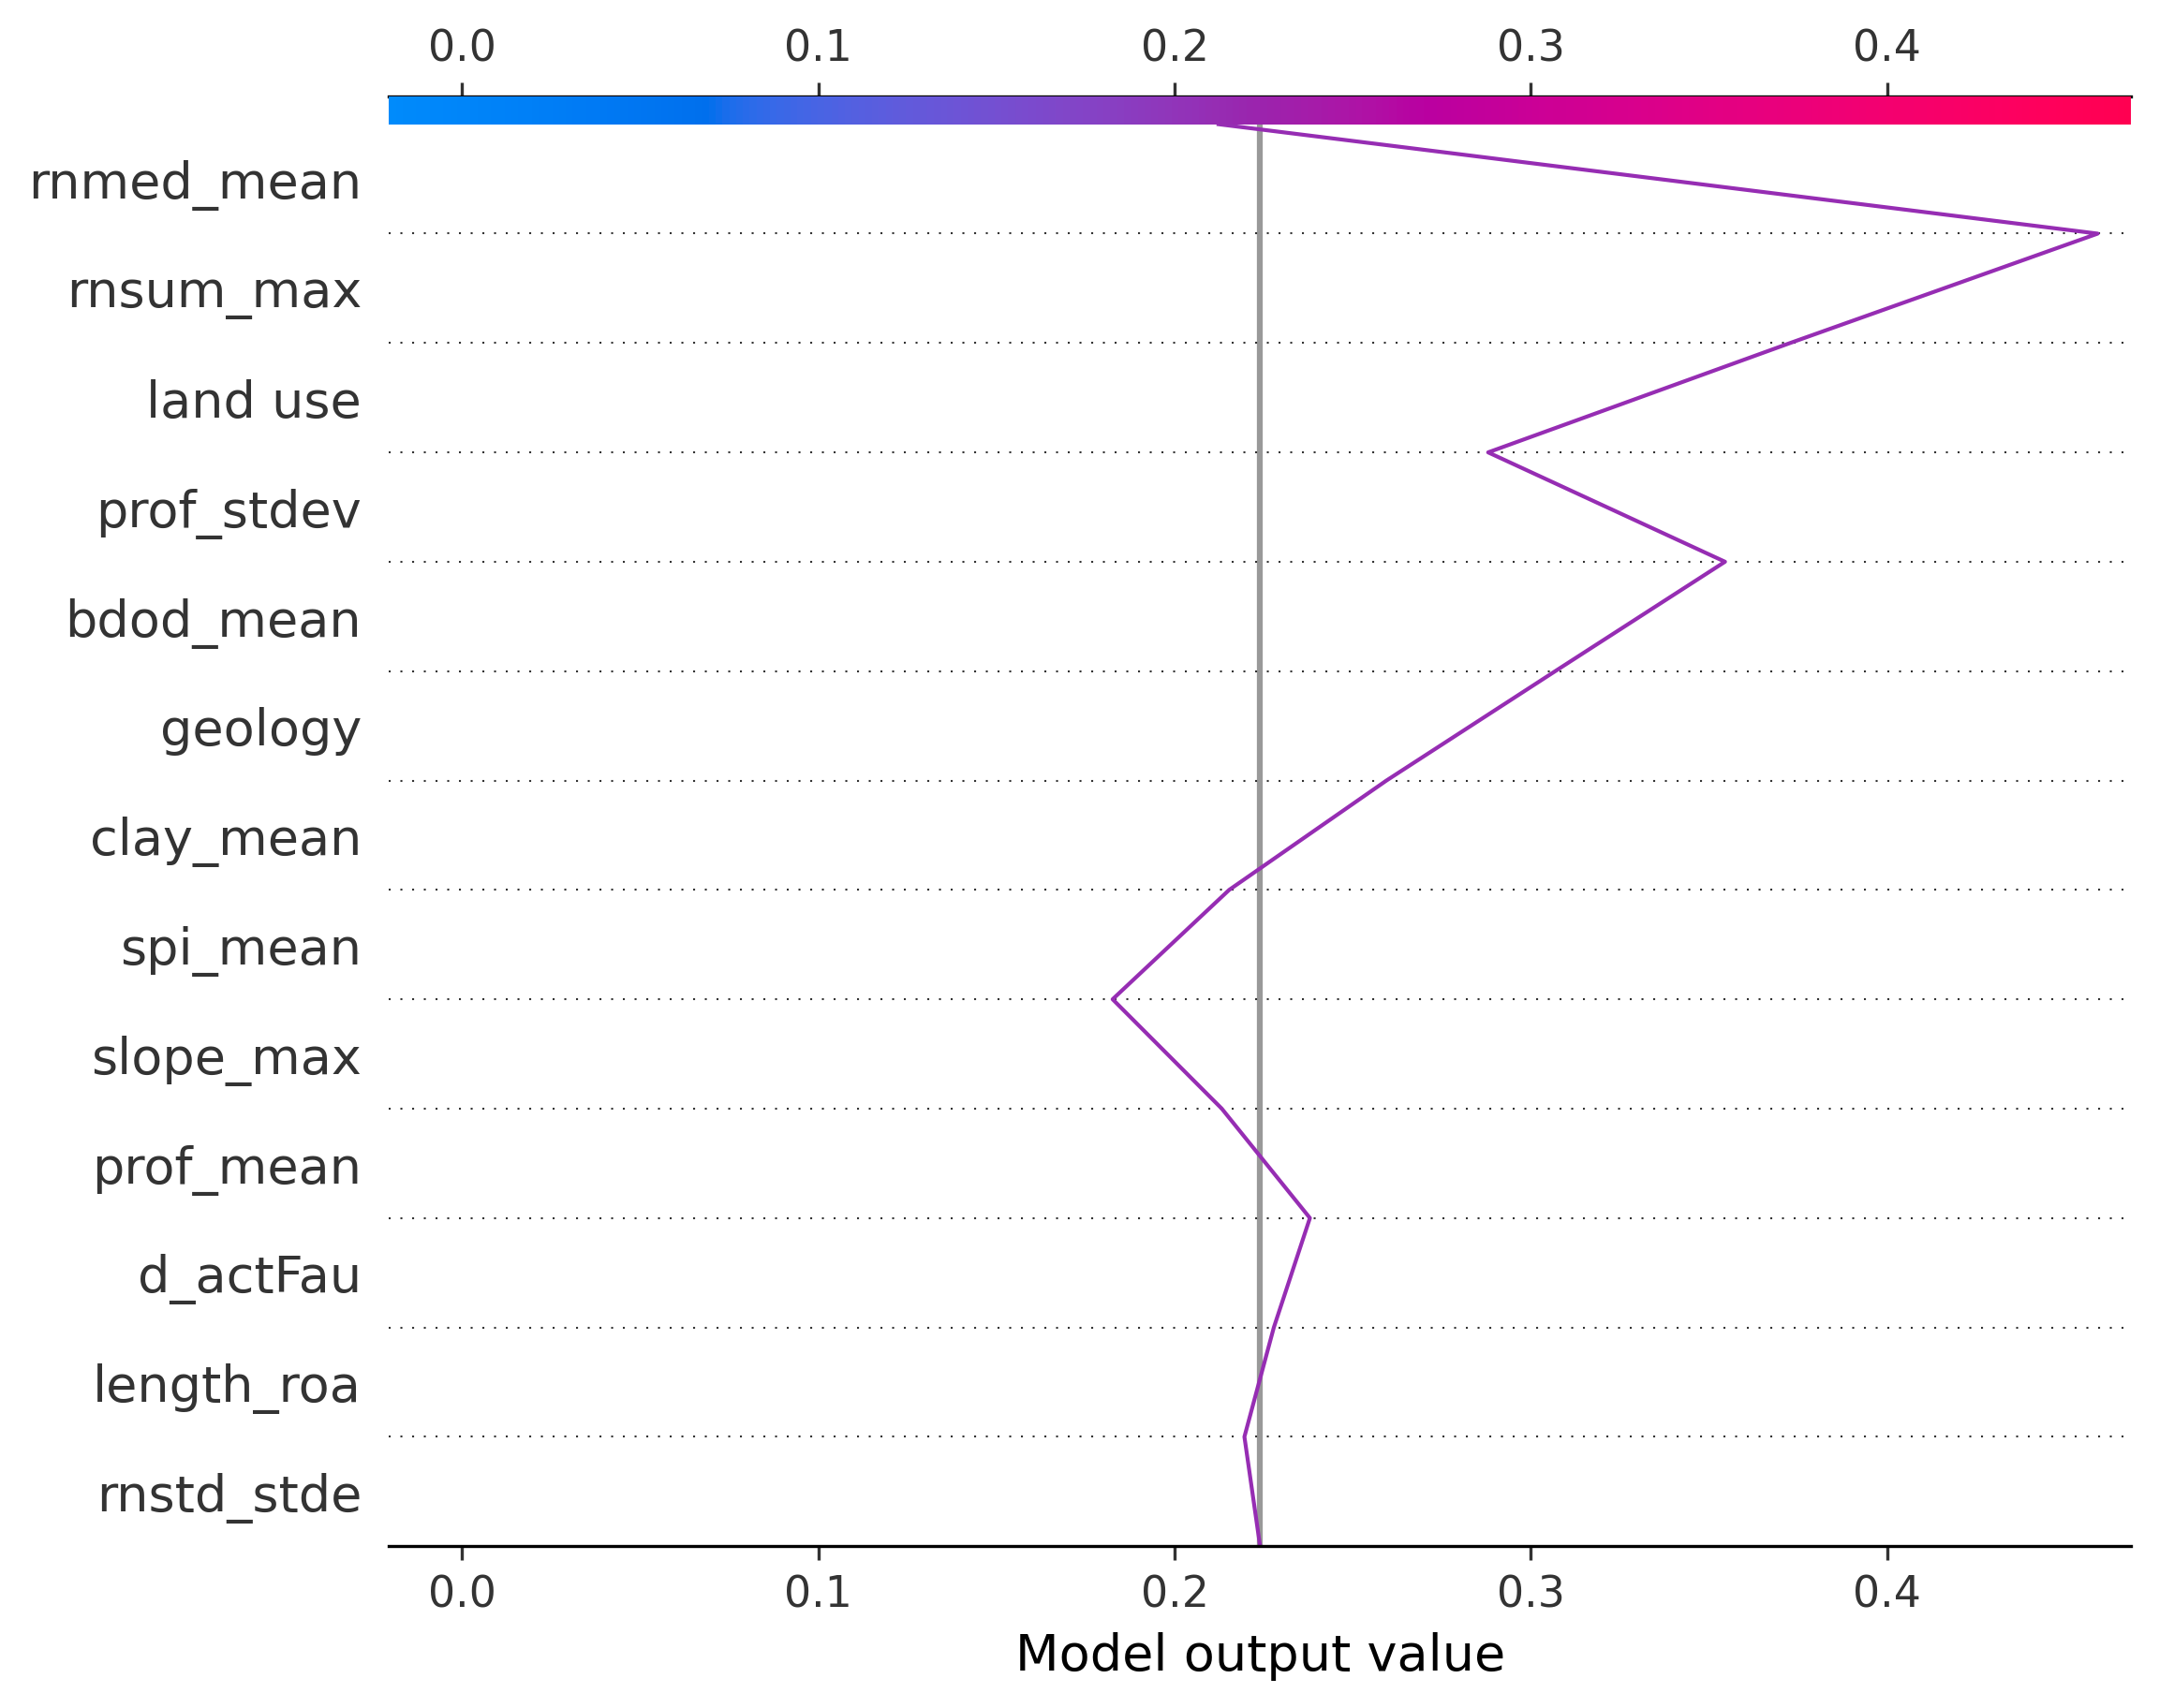 0.0 0.1 0.2 0.3 0.4
rnmed_mean
rnsum_max
land use
prof_stdev
bdod_mean
geology
clay_mean
spi_mean
slope_max
prof_mean
d_actFau
length_roa
rnstd_stde
0.0 0.1 0.2 0.3 0.4
Model output value